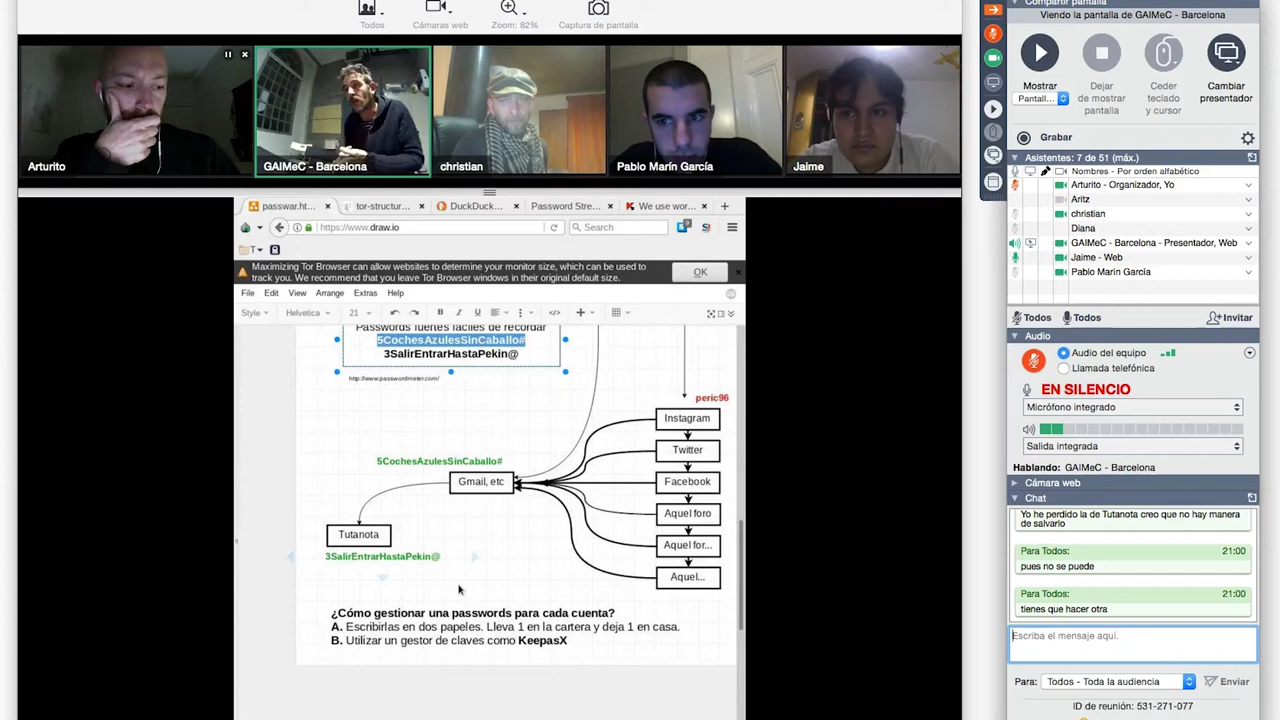 Todos
Cámaras web
Zoom: 82%
Captura de pantalla
Arturito
GAIMeC - Barcelona
christian
Pablo Marín García
Jaime
passwar.ht...
tor-structur...
DuckDuck...
Password Stre...
We use wor...
https://www.draw.io
Search
T
Maximizing Tor Browser can allow websites to determine your monitor size, which can be used to
track you. We recommend that you leave Tor Browser windows in their original default size.
OK
File Edit View Arrange Extras Help
Style Helvetica 21 B I U
Passwords fuertes fáciles de recordar
5CochesAzulesSinCaballo#
3SalirEntrarHastaPekin@
http://www.passwordmeter.com/
peric96
Instagram
Twitter
Facebook
Aquel foro
Aquel for...
Aquel...
5CochesAzulesSinCaballo#
Gmail, etc
Tutanota
3SalirEntrarHastaPekin@
¿Cómo gestionar una passwords para cada cuenta?
A. Escribirlas en dos papeles. Lleva 1 en la cartera y deja 1 en casa.
B. Utilizar un gestor de claves como KeepasX
Compartir pantalla
Viendo la pantalla de GAIMeC - Barcelona
Mostrar
Pantall...
Dejar
de mostrar
pantalla
Ceder
teclado
y cursor
Cambiar
presentador
Grabar
Asistentes: 7 de 51 (máx.)
Nombres - Por orden alfabético
Arturito - Organizador, Yo
Aritz
christian
Diana
GAIMeC - Barcelona - Presentador, Web
Jaime - Web
Pablo Marín García
Todos
Todos
Invitar
Audio
Audio del equipo
Llamada telefónica
EN SILENCIO
Micrófono integrado
Salida integrada
Hablando: GAIMeC - Barcelona
Cámara web
Chat
Yo he perdido la de Tutanota creo que no hay manera
de salvarlo
Para Todos: 21:00
pues no se puede
Para Todos: 21:00
tienes que hacer otra
Escriba el mensaje aquí.
Para: Todos - Toda la audiencia
Enviar
ID de reunión: 531-271-077